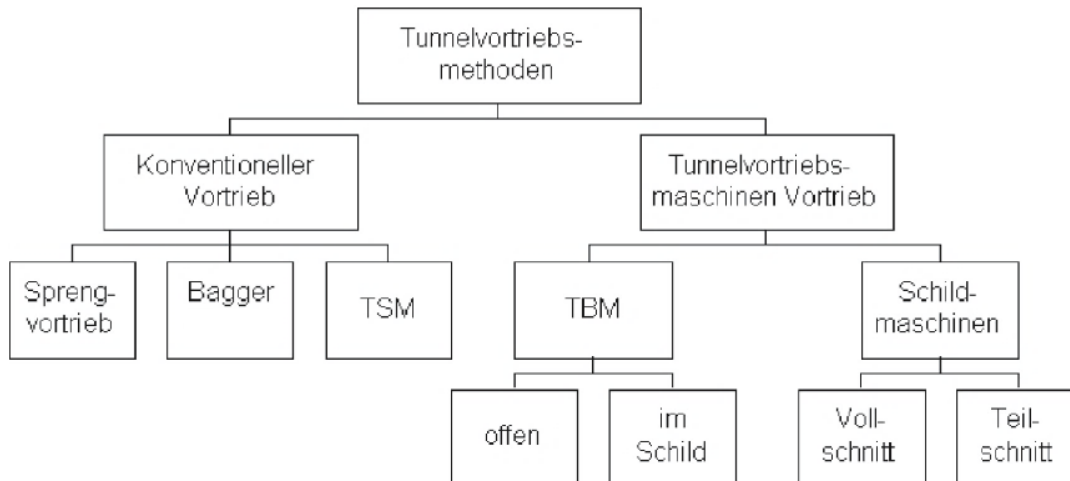 Tunnelvortriebs-
methoden
Konventioneller
Vortrieb
Tunnelvortriebs-
maschinen Vortrieb
Spreng-
vortrieb
Bagger
TSM
TBM
Schild-
maschinen
offen
im
Schild
Voll-
schnitt
Teil-
schnitt